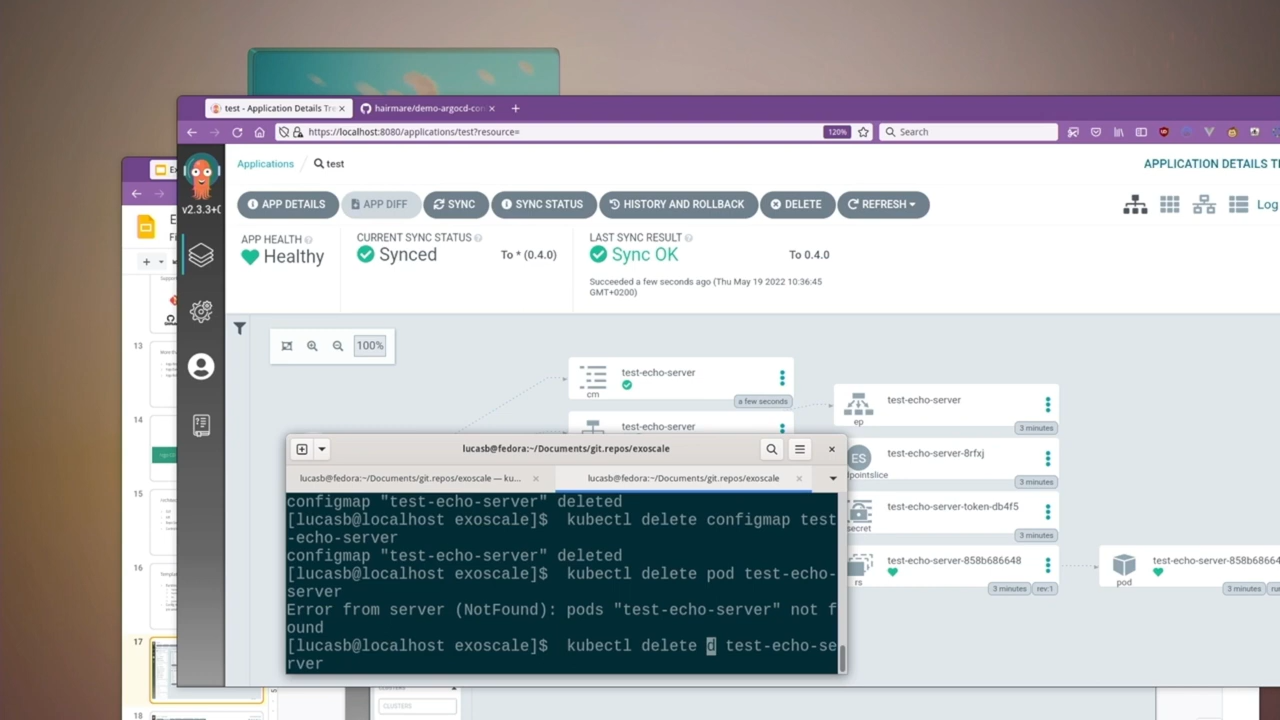 test - Application Details Tre
hairmare/demo-argocd-con
https://localhost:8080/applications/test?resource=
120%
Search
Applications
/
test
APPLICATION DETAILS T
v2.3.3+
APP DETAILS
APP DIFF
SYNC
SYNC STATUS
HISTORY AND ROLLBACK
DELETE
REFRESH
Log
APP HEALTH
Healthy
CURRENT SYNC STATUS
Synced
To * (0.4.0)
LAST SYNC RESULT
Sync OK
To 0.4.0
Succeeded a few seconds ago (Thu May 19 2022 10:36:45
GMT+0200)
100%
cm
test-echo-server
a few seconds
test-echo-server
ep
test-echo-server
3 minutes
ES
dpointslice
test-echo-server-8rfxj
3 minutes
secret
test-echo-server-token-db4f5
3 minutes
rs
test-echo-server-858b686648
3 minutes
rev:1
pod
test-echo-server-858b68664
3 minutes
13
14
15
16
17
18
lucasb@fedora:~/Documents/git.repos/exoscale
lucasb@fedora:~/Documents/git.repos/exoscale — ku...
lucasb@fedora:~/Documents/git.repos/exoscale
configmap "test-echo-server" deleted
[lucasb@localhost exoscale]$ kubectl delete configmap test
-echo-server
configmap "test-echo-server" deleted
[lucasb@localhost exoscale]$ kubectl delete pod test-echo-
server
Error from server (NotFound): pods "test-echo-server" not f
ound
[lucasb@localhost exoscale]$ kubectl delete d test-echo-se
rver
CLUSTERS